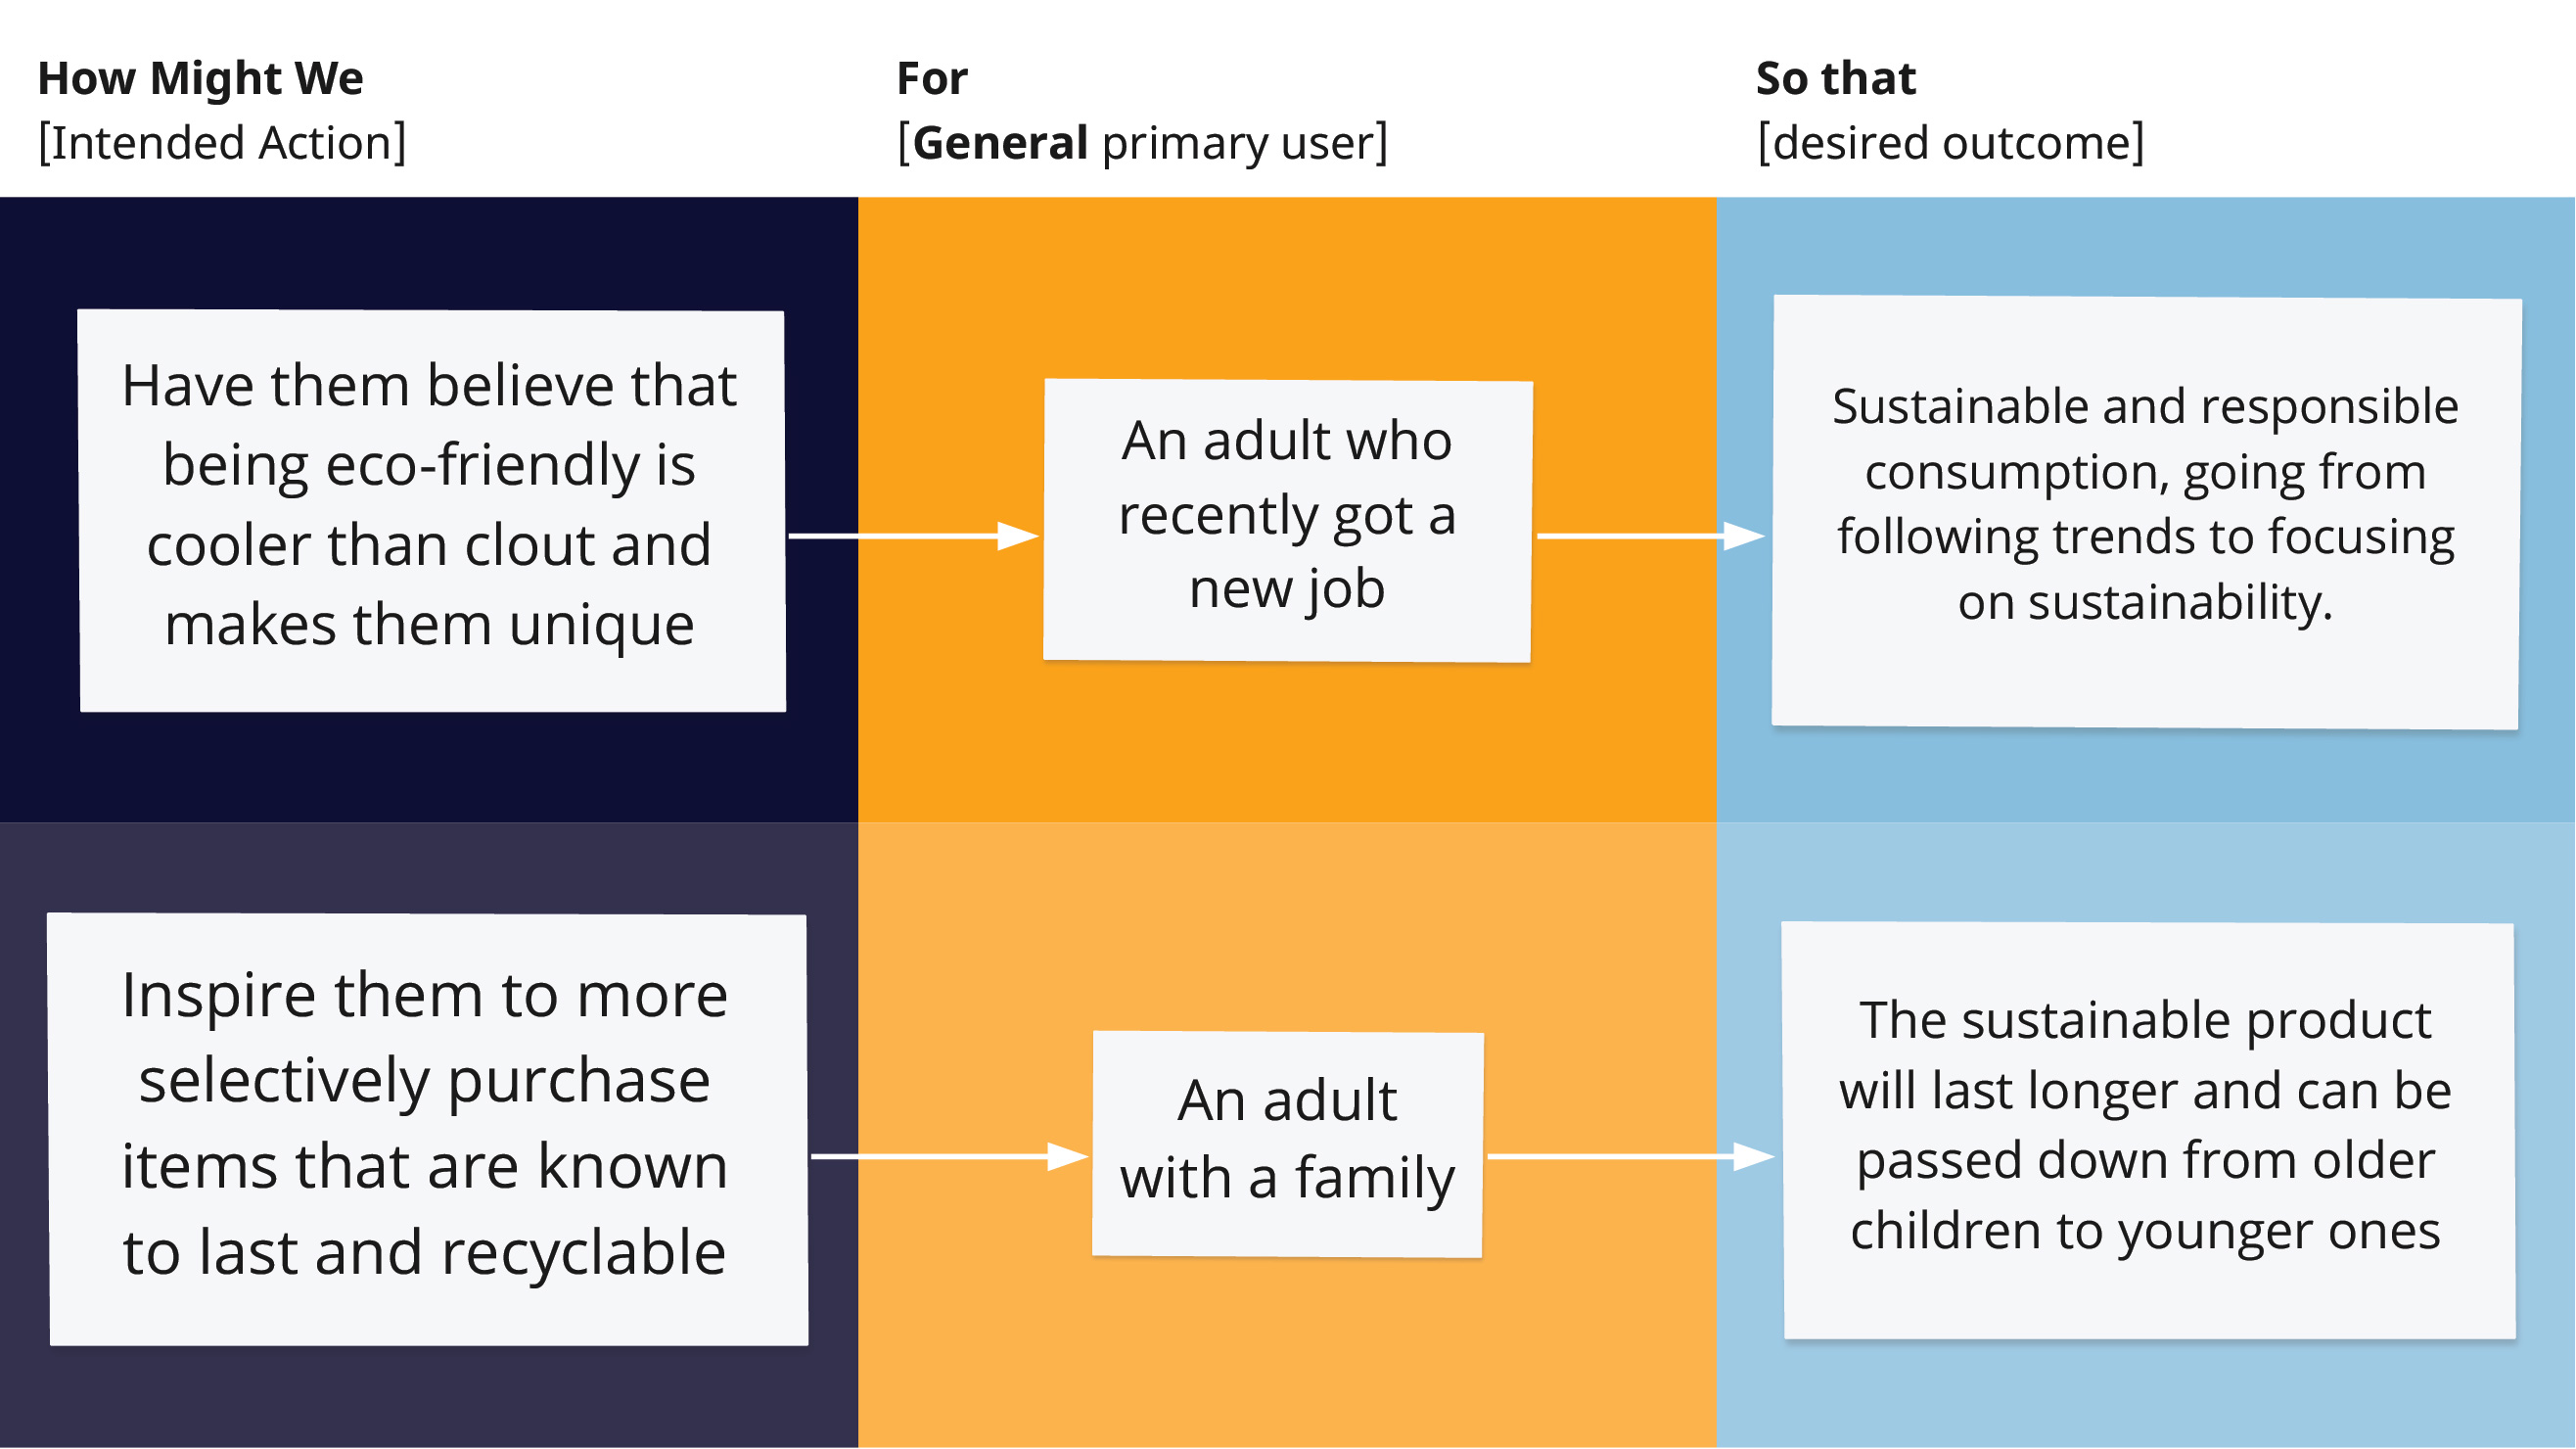 How Might We
[Intended Action]
For
[General primary user]
So that
[desired outcome]
Have them believe that
being eco-friendly is
cooler than clout and
makes them unique
An adult who
recently got a
new job
Sustainable and responsible
consumption, going from
following trends to focusing
on sustainability.
Inspire them to more
selectively purchase
items that are known
to last and recyclable
An adult
with a family
The sustainable product
will last longer and can be
passed down from older
children to younger ones